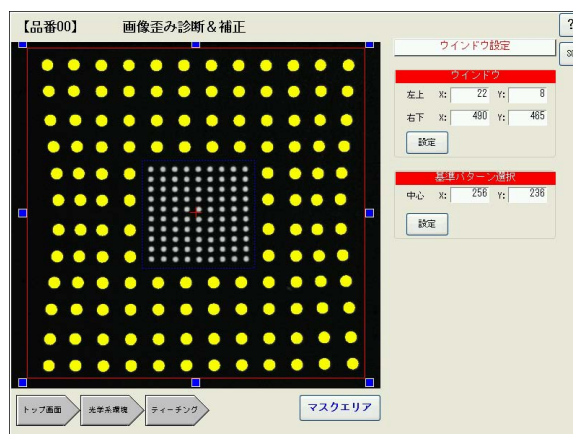 【品番00】 画像歪み診断&補正
?
ウインドウ設定
ウインドウ
左上 X: 22 Y: 8
右下 X: 490 Y: 465
設定
基準パターン選択
中心 X: 256 Y: 236
設定
トップ画面 光学系環境 ティーチング マスクエリア